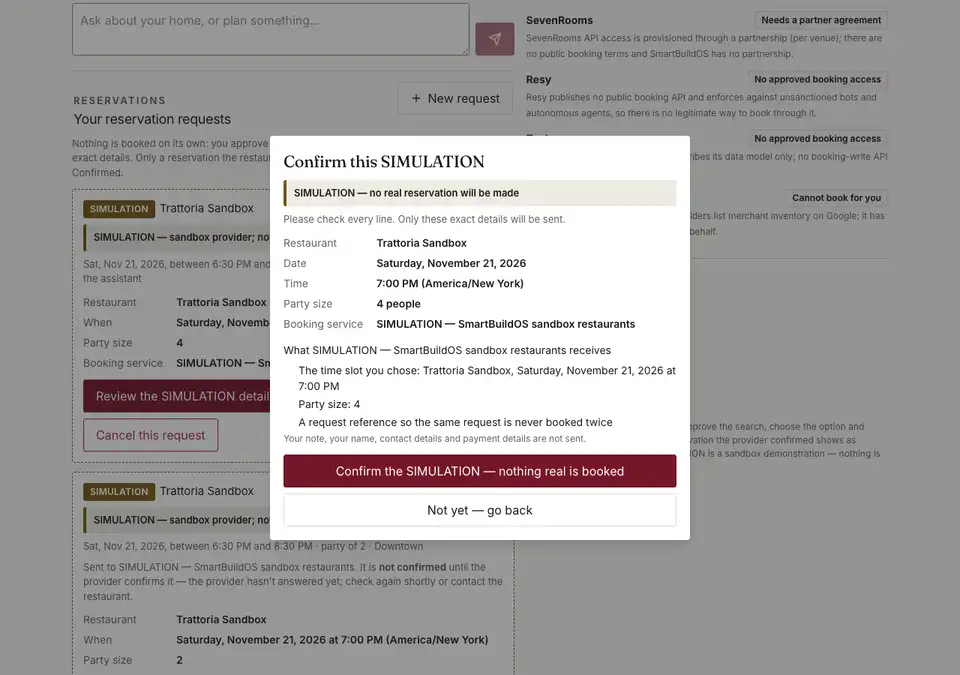 Ask about your home, or plan something...
RESERVATIONS
Your reservation requests
+ New request
Nothing is booked on its own: you approve
exact details. Only a reservation the restau
Confirmed.
SIMULATION Trattoria Sandbox
SIMULATION — sandbox provider; no
Sat, Nov 21, 2026, between 6:30 PM and
the assistant
Restaurant Trattoria Sandbox
When Saturday, Novemb
Party size 4
Booking service SIMULATION — Sm
Review the SIMULATION detail
Cancel this request
SIMULATION Trattoria Sandbox
SIMULATION — sandbox provider; no
Sat, Nov 21, 2026, between 6:30 PM and 8:30 PM · party of 2 · Downtown
Sent to SIMULATION — SmartBuildOS sandbox restaurants. It is not confirmed until the
provider confirms it — the provider hasn't answered yet; check again shortly or contact the
restaurant.
Restaurant Trattoria Sandbox
When Saturday, November 21, 2026 at 7:00 PM (America/New York)
Party size 2
Confirm this SIMULATION
SIMULATION — no real reservation will be made
Please check every line. Only these exact details will be sent.
Restaurant Trattoria Sandbox
Date Saturday, November 21, 2026
Time 7:00 PM (America/New York)
Party size 4 people
Booking service SIMULATION — SmartBuildOS sandbox restaurants
What SIMULATION — SmartBuildOS sandbox restaurants receives
The time slot you chose: Trattoria Sandbox, Saturday, November 21, 2026 at
7:00 PM
Party size: 4
A request reference so the same request is never booked twice
Your note, your name, contact details and payment details are not sent.
Confirm the SIMULATION — nothing real is booked
Not yet — go back
SevenRooms Needs a partner agreement
SevenRooms API access is provisioned through a partnership (per venue); there are
no public booking terms and SmartBuildOS has no partnership.
Resy No approved booking access
Resy publishes no public booking API and enforces against unsanctioned bots and
autonomous agents, so there is no legitimate way to book through it.
No approved booking access
ibes its data model only; no booking-write API
Cannot book for you
ders list merchant inventory on Google; it has
behalf.
prove the search, choose the option and
vation the provider confirmed shows as
ON is a sandbox demonstration — nothing is